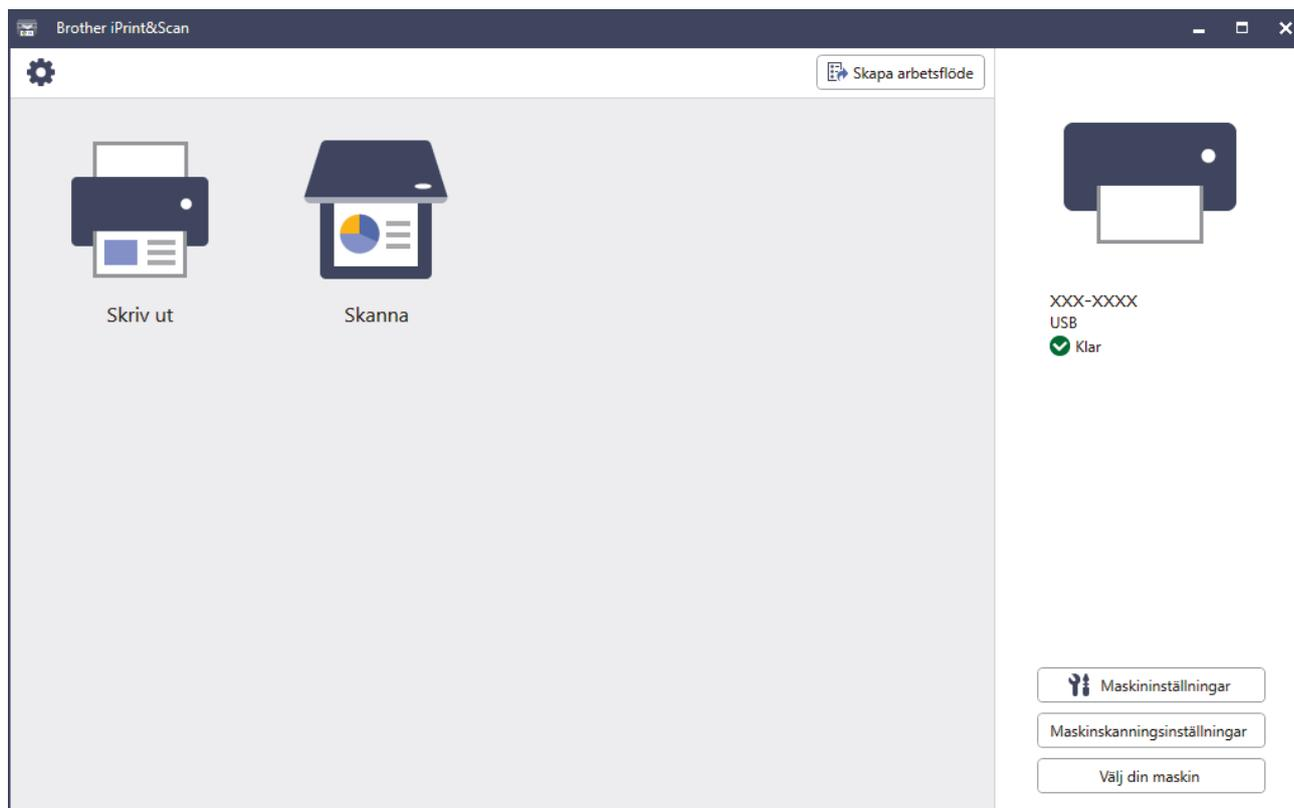 Brother iPrint&Scan
Skapa arbetsflöde
Skriv ut
Skanna
XXX-XXXX
USB
Klar
Maskininställningar
Maskinskanningsinställningar
Välj din maskin